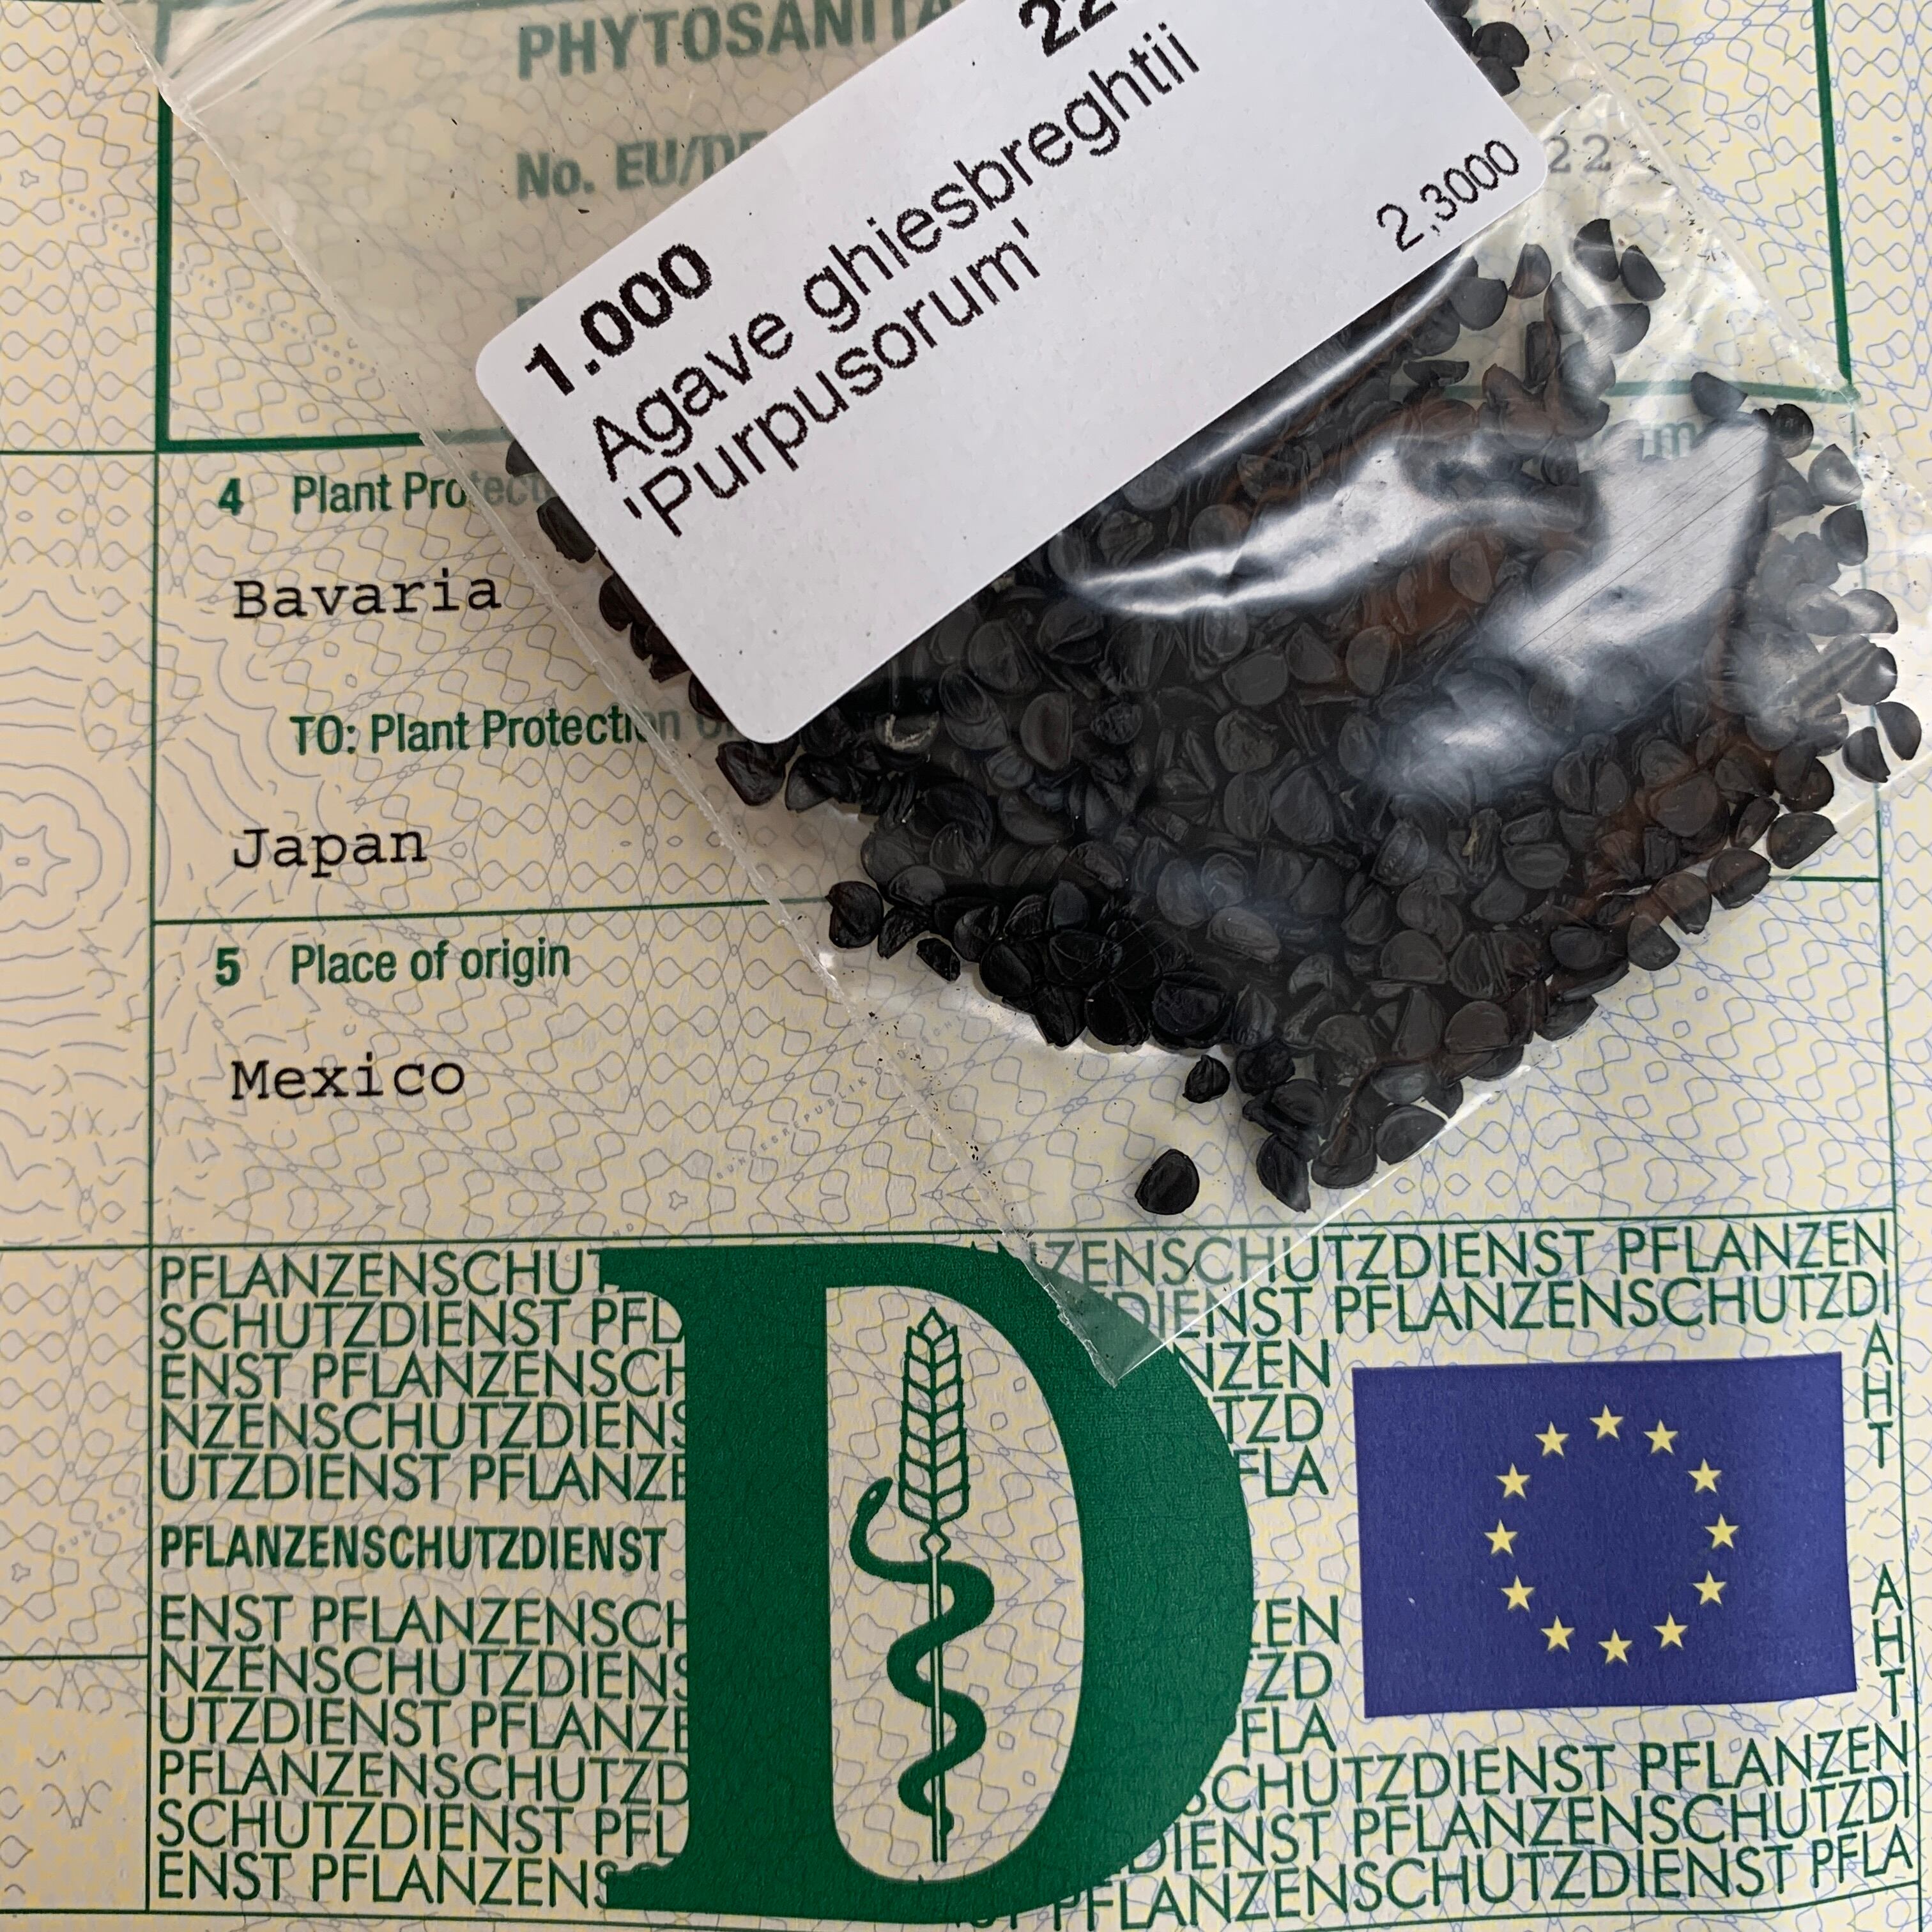 PHYTOSANITA
No. EU/DE
22
1.000
Agave ghiesbreghtii
'Purpusorum'
2,3000
22
4 Plant Protect
Bavaria
TO: Plant Protection O
Japan
5 Place of origin
Mexico
PFLANZENSCHUT ZENSCHUTZDIENST PFLANZEN
SCHUTZDIENST PFL DIENST PFLANZENSCHUTZDI
ENST PFLANZENSCH NZEN
NZENSCHUTZDIENS TZD
UTZDIENST PFLANZE FLA
PFLANZENSCHUTZDIENST
ENST PFLANZENSCH EN
NZENSCHUTZDIENS ZD
UTZDIENST PFLANZE FLA
PFLANZENSCHUTZD SCHUTZDIENST PFLANZEN
SCHUTZDIENST PFL DIENST PFLANZENSCHUTZDI
ENST PFLANZENS PFLANZENSCHUTZDIENST PFLA
D
A
H
T
A
H
T